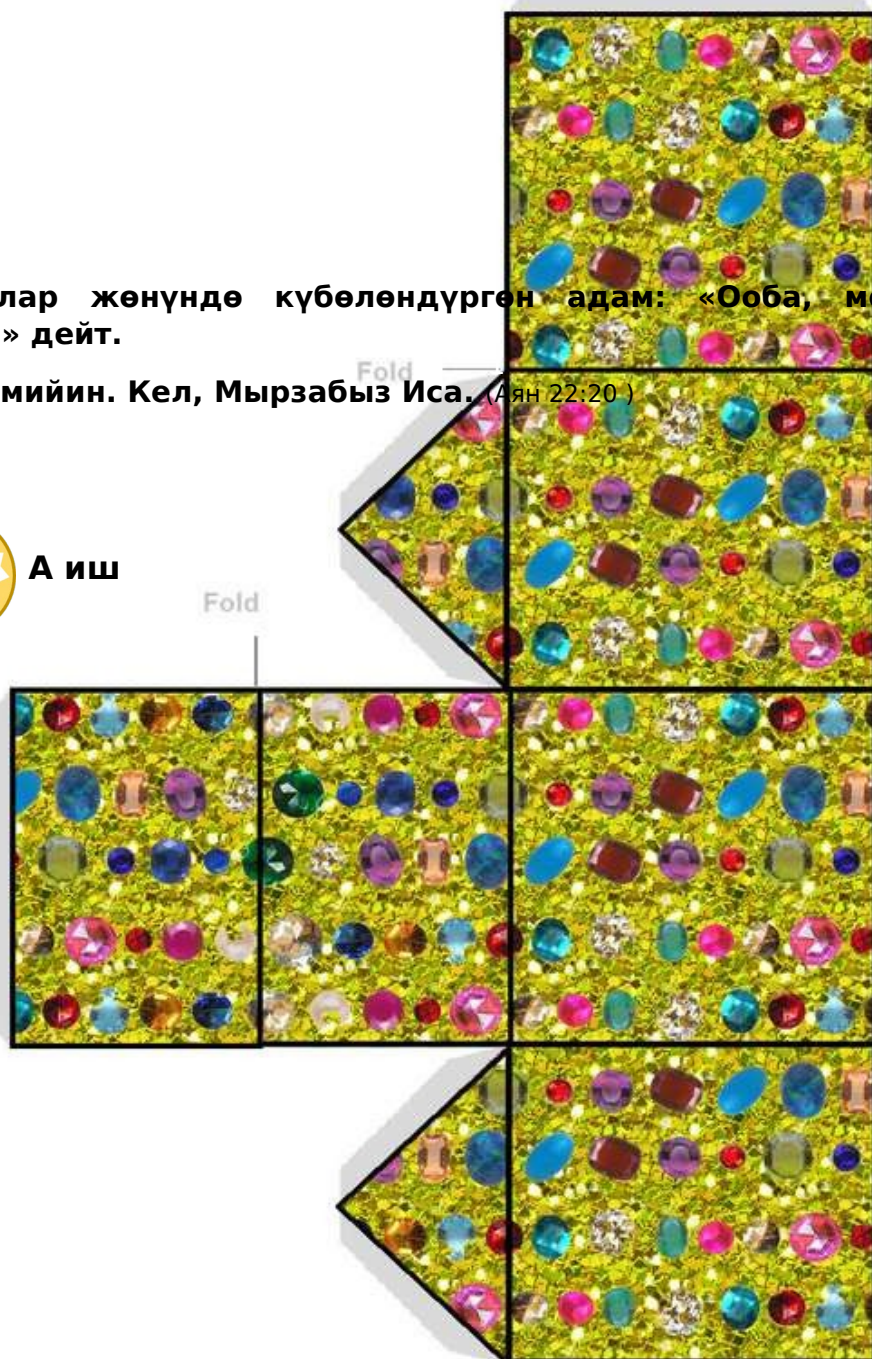 лар жөнүндө күбөлөндүргөн адам: «Ооба, м
» дейт.
Fold
мийин. Кел, Мырзабыз Иса. (Аян 22:20 )
А иш
Fold